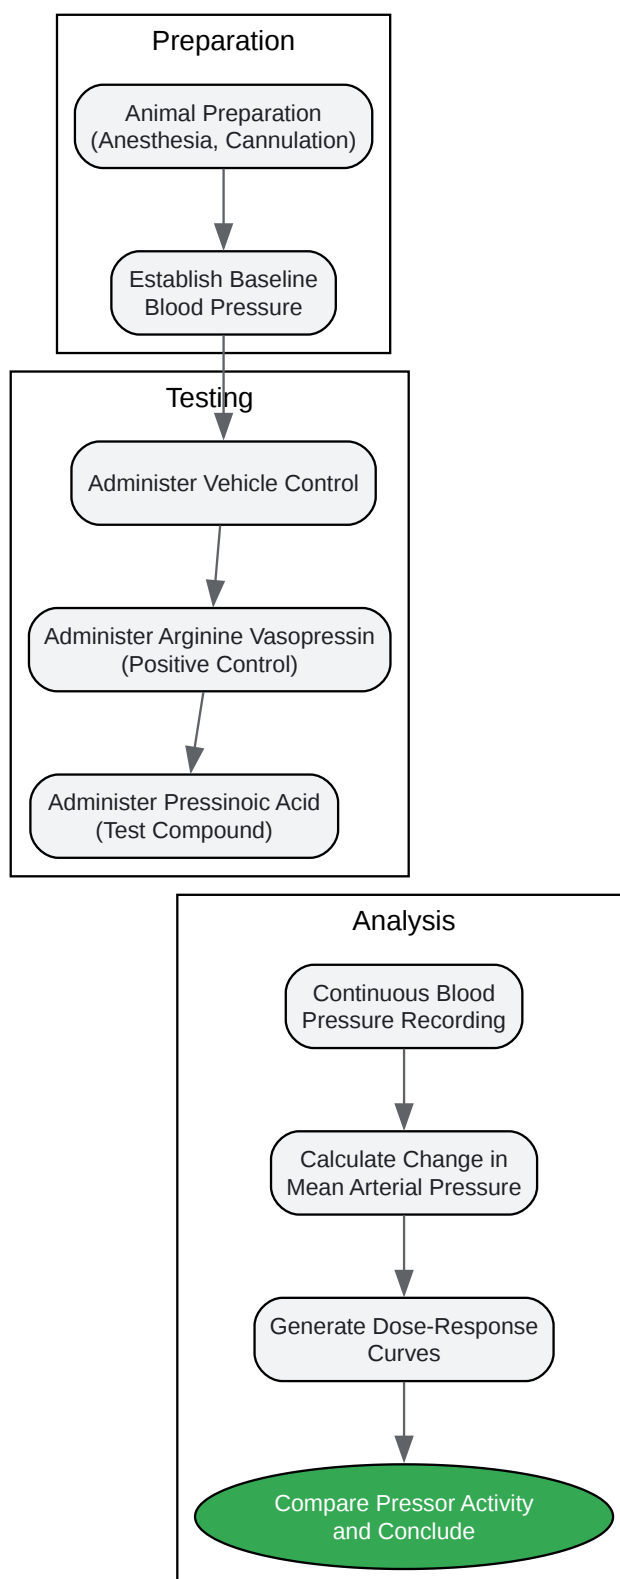 Preparation
Animal Preparation
(Anesthesia, Cannulation)
Establish Baseline
Blood Pressure
Testing
Administer Vehicle Control
Administer Arginine Vasopressin
(Positive Control)
Administer Pressinoic Acid
(Test Compound)
Analysis
Continuous Blood
Pressure Recording
Calculate Change in
Mean Arterial Pressure
Generate Dose-Response
Curves
Compare Pressor Activity
and Conclude